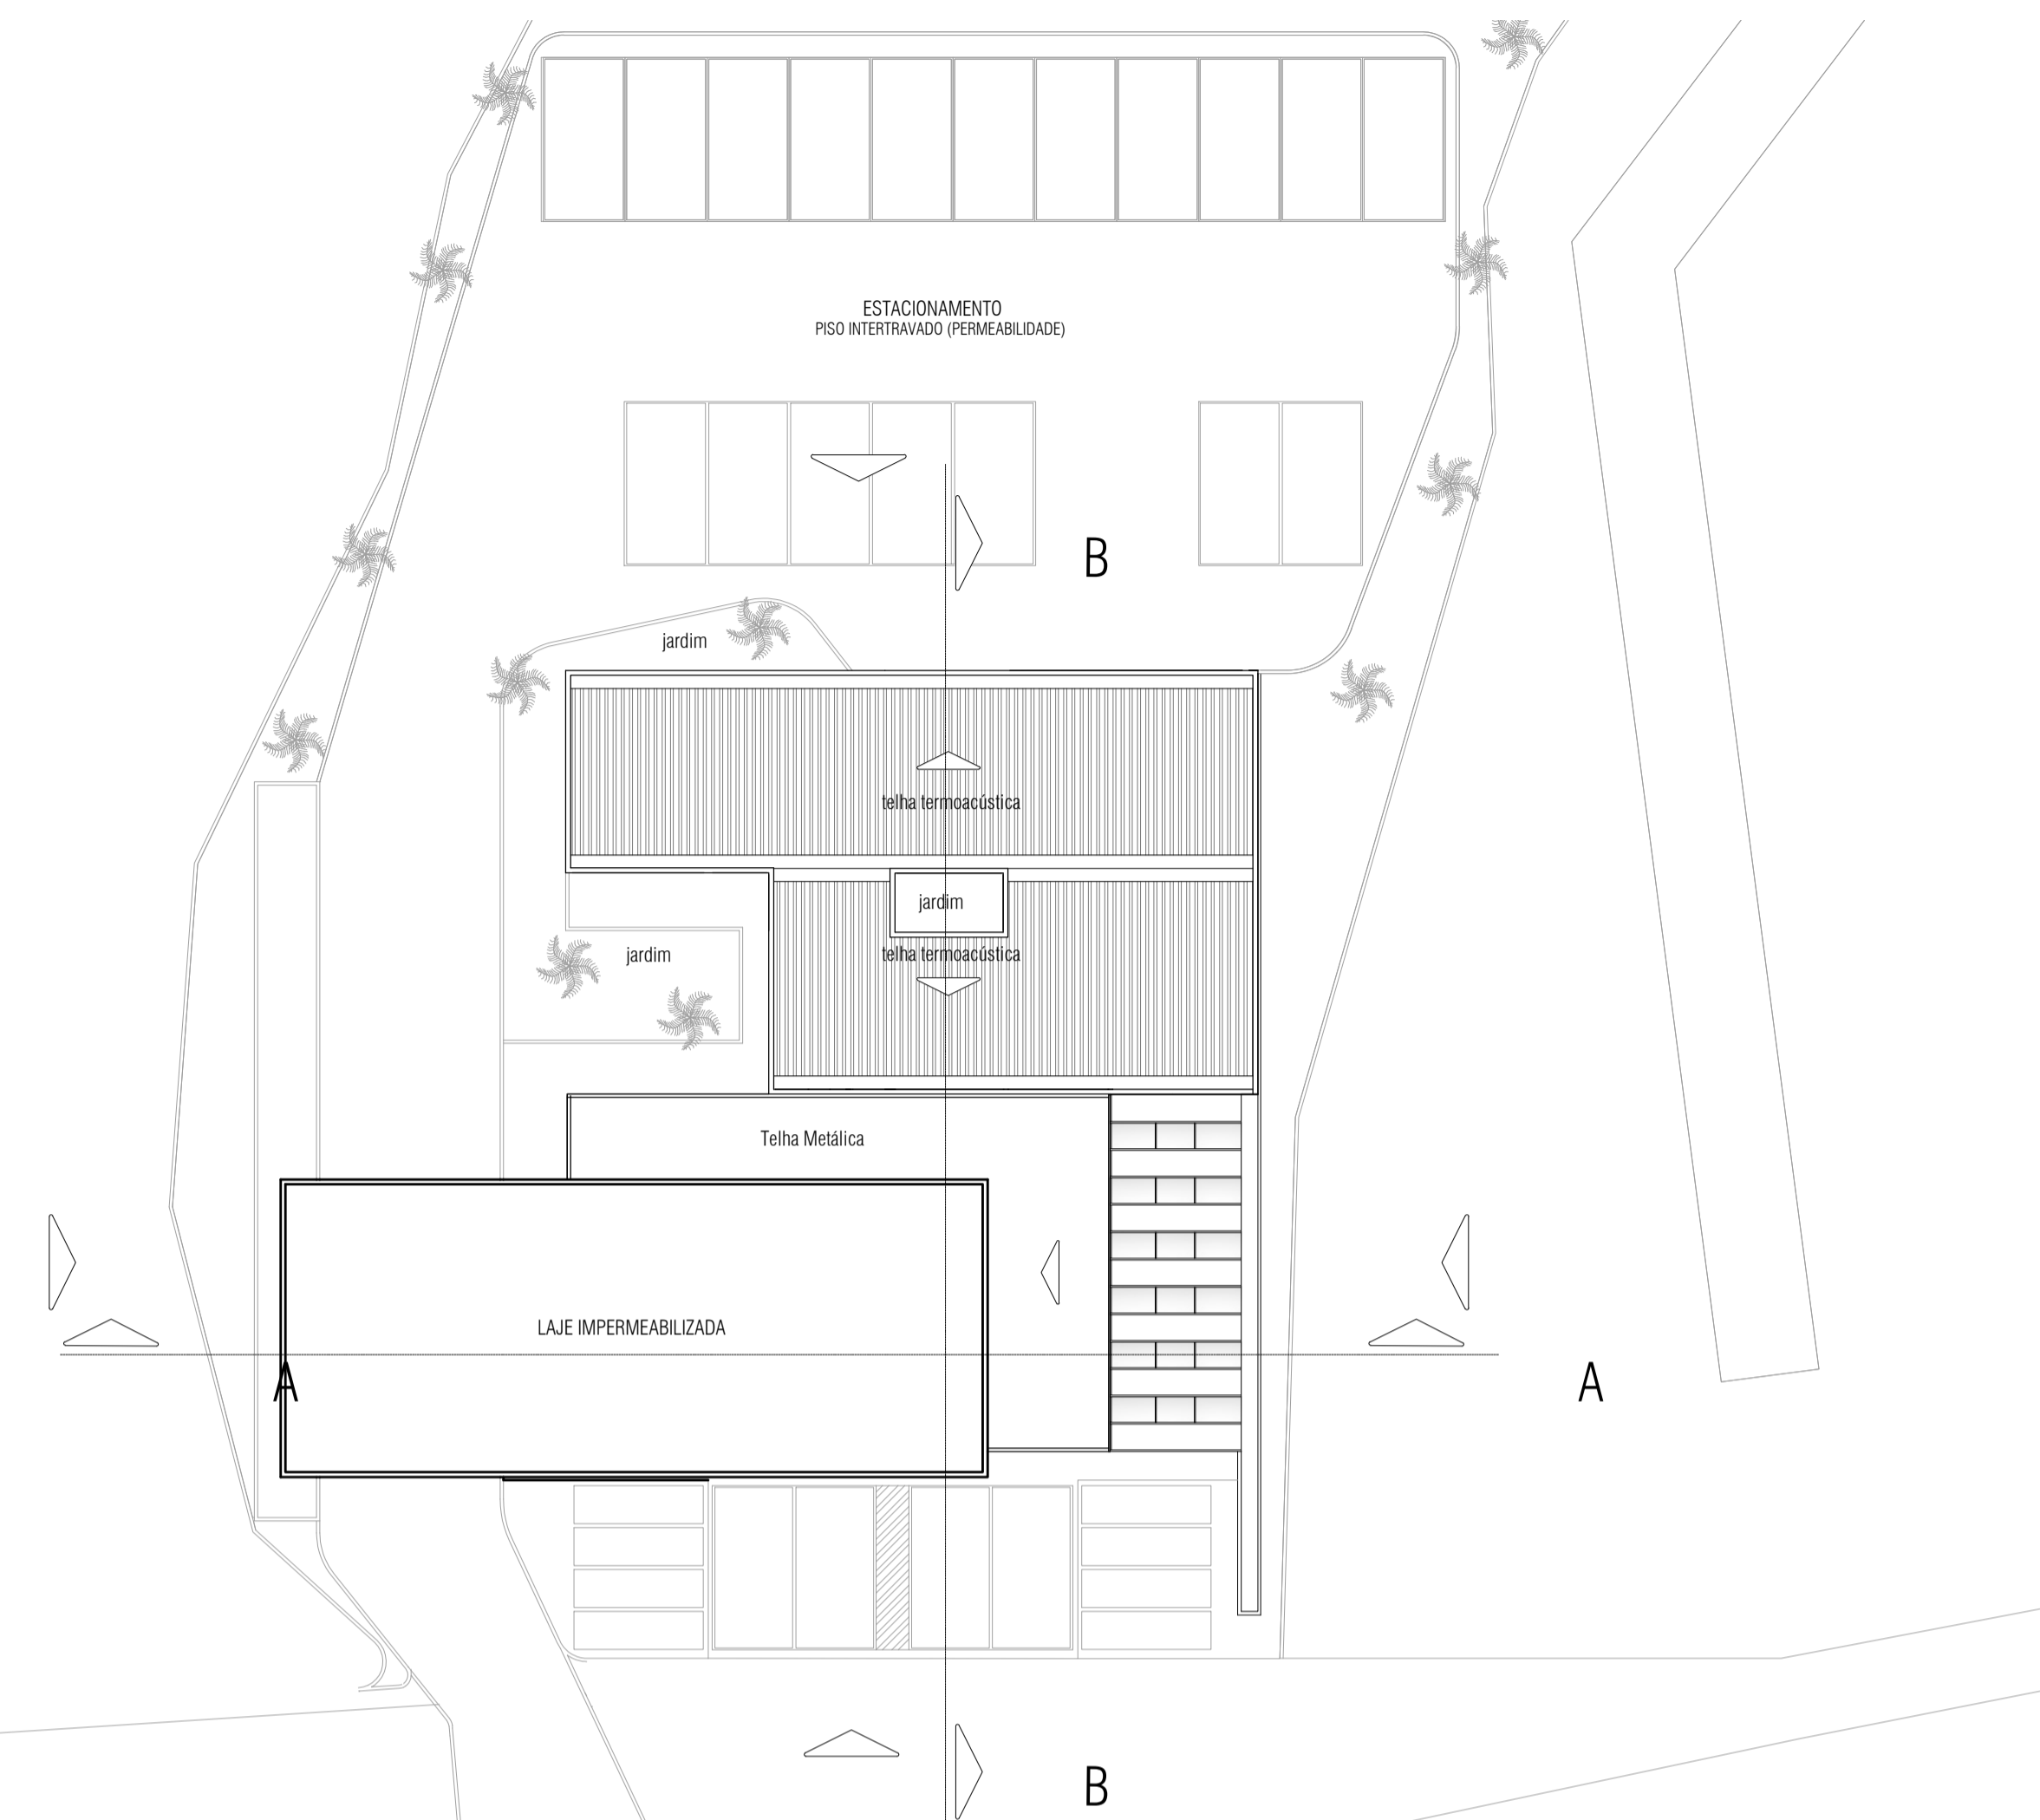 ESTACIONAMENTO
PISO INTERTRAVADO (PERMEABILIDADE)
B
jardim
telha termoacústica
jardim
telha termoacústica
jardim
Telha Metálica
LAJE IMPERMEABILIZADA
A
A
B